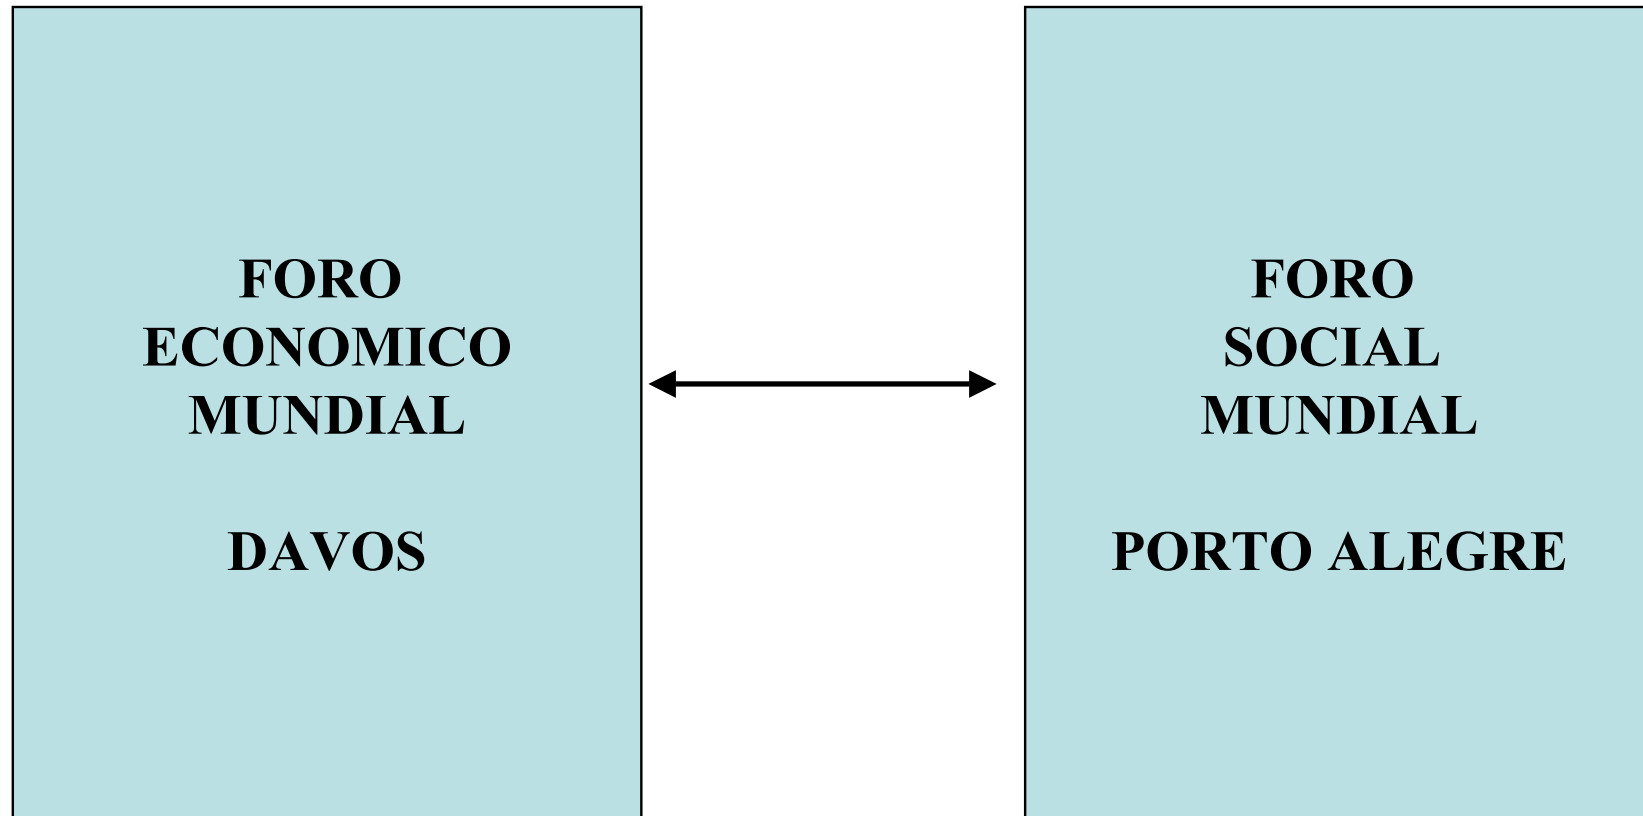 FORO
ECONOMICO
MUNDIAL
DAVOS
FORO
SOCIAL
MUNDIAL
PORTO ALEGRE